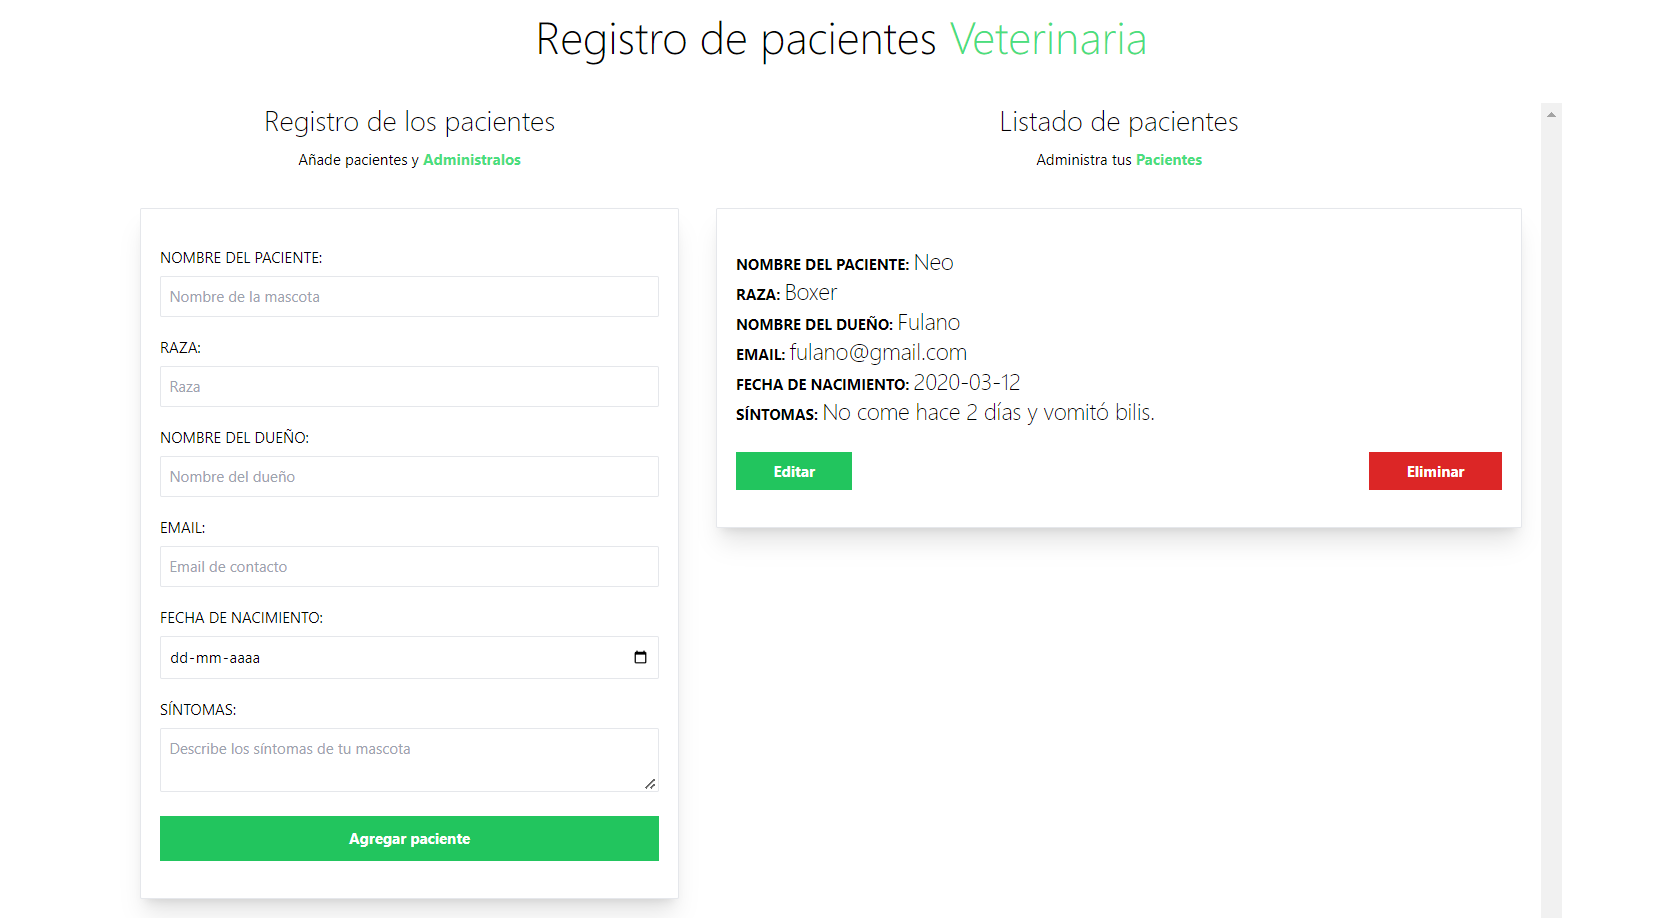 Registro de pacientes Veterinaria
Registro de los pacientes
Añade pacientes y Administralos
NOMBRE DEL PACIENTE:
Nombre de la mascota
RAZA:
Raza
NOMBRE DEL DUEÑO:
Nombre del dueño
EMAIL:
Email de contacto
FECHA DE NACIMIENTO:
dd-mm-aaaa
SÍNTOMAS:
Describe los síntomas de tu mascota
Agregar paciente
Listado de pacientes
Administra tus Pacientes
NOMBRE DEL PACIENTE: Neo
RAZA: Boxer
NOMBRE DEL DUEÑO: Fulano
EMAIL: fulano@gmail.com
FECHA DE NACIMIENTO: 2020-03-12
SÍNTOMAS: No come hace 2 días y vomitó bilis.
Editar
Eliminar